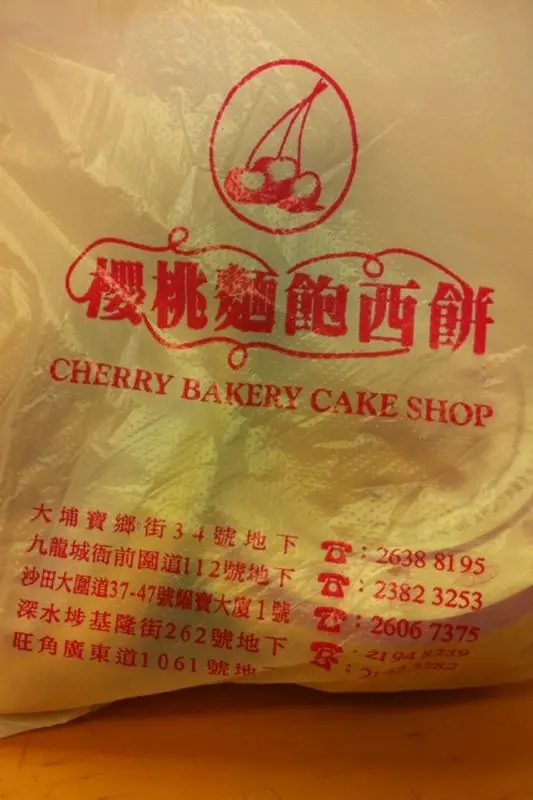 櫻桃麵飽西餅
CHERRY BAKERY CAKE SHOP
大埔寶鄉街34號地下 ☎：2638 8195
九龍城衙前圍道112號地下 ☎：2382 3253
沙田大圍道37-47號耀寶大廈1號 ☎：2606 7375
深水埗基隆街262號地下 ☎：2194 8339
旺角廣東道1061號地下 ☎：